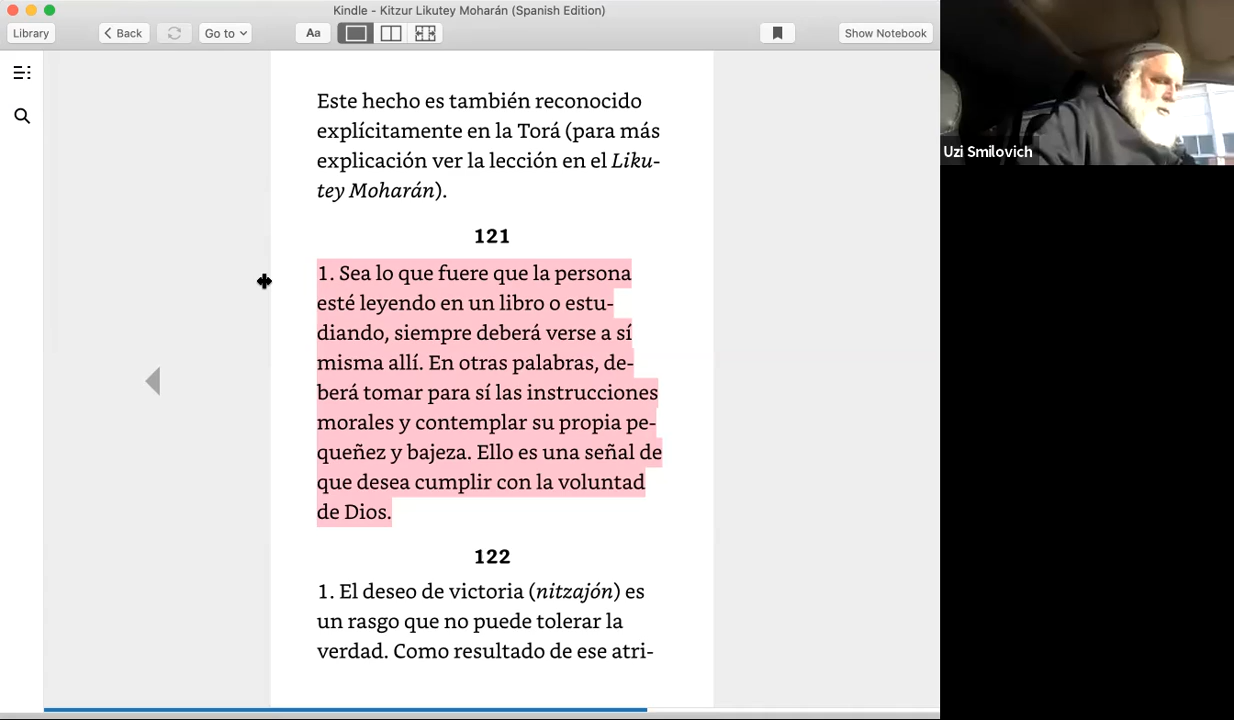 Kindle - Kitzur Likutey Moharán (Spanish Edition)
Library
Back
Go to
Aa
Show Notebook
Este hecho es también reconocido
explícitamente en la Torá (para más
explicación ver la lección en el Liku-
tey Moharán).
121
1. Sea lo que fuere que la persona
esté leyendo en un libro o estu-
diando, siempre deberá verse a sí
misma allí. En otras palabras, de-
berá tomar para sí las instrucciones
morales y contemplar su propia pe-
queñez y bajeza. Ello es una señal de
que desea cumplir con la voluntad
de Dios.
122
1. El deseo de victoria (nitzajón) es
un rasgo que no puede tolerar la
verdad. Como resultado de ese atri-
Uzi Smilovich